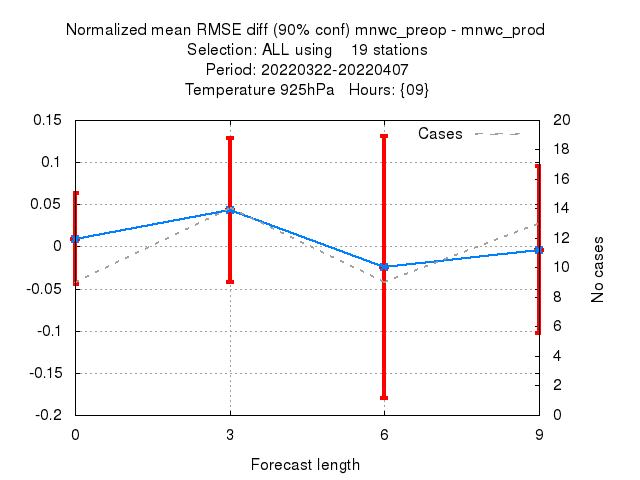 Normalized mean RMSE diff (90% conf) mnwc_preop - mnwc_prod
Selection: ALL using    19 stations
Period: 20220322-20220407
Temperature 925hPa   Hours: {09}
Cases
0.15
0.1
0.05
0
-0.05
-0.1
-0.15
-0.2
20
18
16
14
12
10
8
6
4
2
0
No cases
0 3 6 9
Forecast length